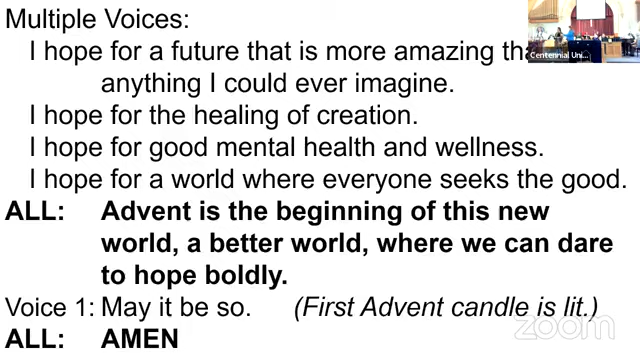 Multiple Voices:
I hope for a future that is more amazing
anything I could ever imagine.
I hope for the healing of creation.
I hope for good mental health and wellness.
I hope for a world where everyone seeks the good.
ALL: Advent is the beginning of this new
world, a better world, where we can dare
to hope boldly.
Voice 1: May it be so. (First Advent candle is lit.)
ALL: AMEN
Centennial Uni...
zoom